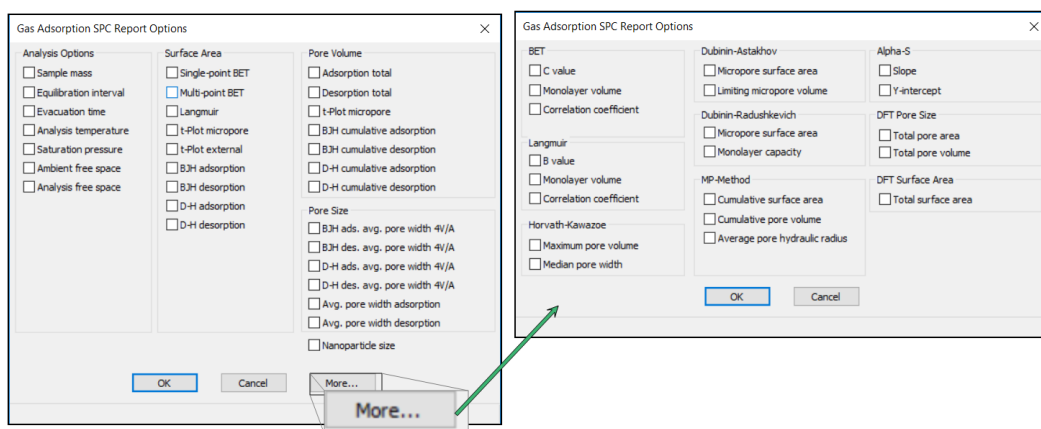 Gas Adsorption SPC Report Options
Analysis Options
Sample mass
Equilibration interval
Evacuation time
Analysis temperature
Saturation pressure
Ambient free space
Analysis free space
Surface Area
Single-point BET
Multi-point BET
Langmuir
t-Plot micropore
t-Plot external
BJH adsorption
BJH desorption
D-H adsorption
D-H desorption
Pore Volume
Adsorption total
Desorption total
t-Plot micropore
BJH cumulative adsorption
BJH cumulative desorption
D-H cumulative adsorption
D-H cumulative desorption
Pore Size
BJH ads. avg. pore width 4V/A
BJH des. avg. pore width 4V/A
D-H ads. avg. pore width 4V/A
D-H des. avg. pore width 4V/A
Avg. pore width adsorption
Avg. pore width desorption
Nanoparticle size
OK
Cancel
More...
More...
Gas Adsorption SPC Report Options
BET
C value
Monolayer volume
Correlation coefficient
Langmuir
B value
Monolayer volume
Correlation coefficient
Horvath-Kawazoe
Maximum pore volume
Median pore width
Dubinin-Astakhov
Micropore surface area
Limiting micropore volume
Dubinin-Radushkevich
Micropore surface area
Monolayer capacity
MP-Method
Cumulative surface area
Cumulative pore volume
Average pore hydraulic radius
Alpha-S
Slope
Y-intercept
DFT Pore Size
Total pore area
Total pore volume
DFT Surface Area
Total surface area
OK
Cancel